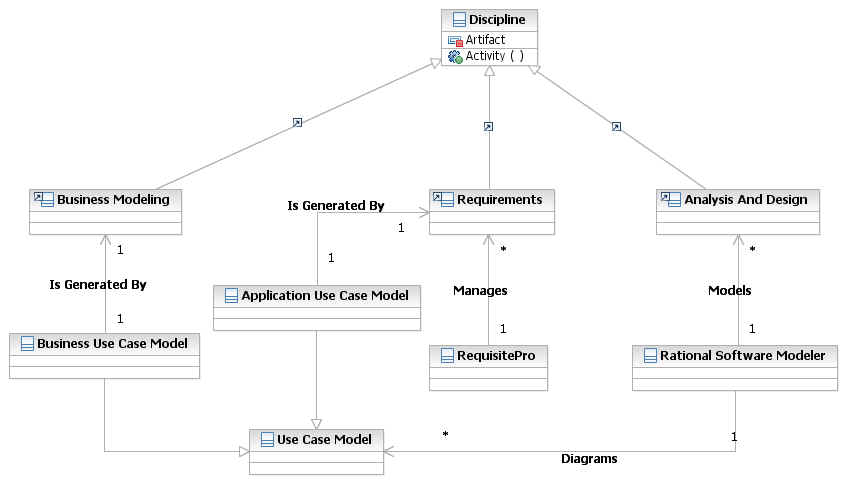 Discipline
Artifact
Activity ( )
Business Modeling
Requirements
Analysis And Design
Is Generated By
1
1
*
*
Is Generated By
1
Application Use Case Model
Manages
Models
1
1
1
Business Use Case Model
RequisitePro
Rational Software Modeler
Use Case Model
*
1
Diagrams